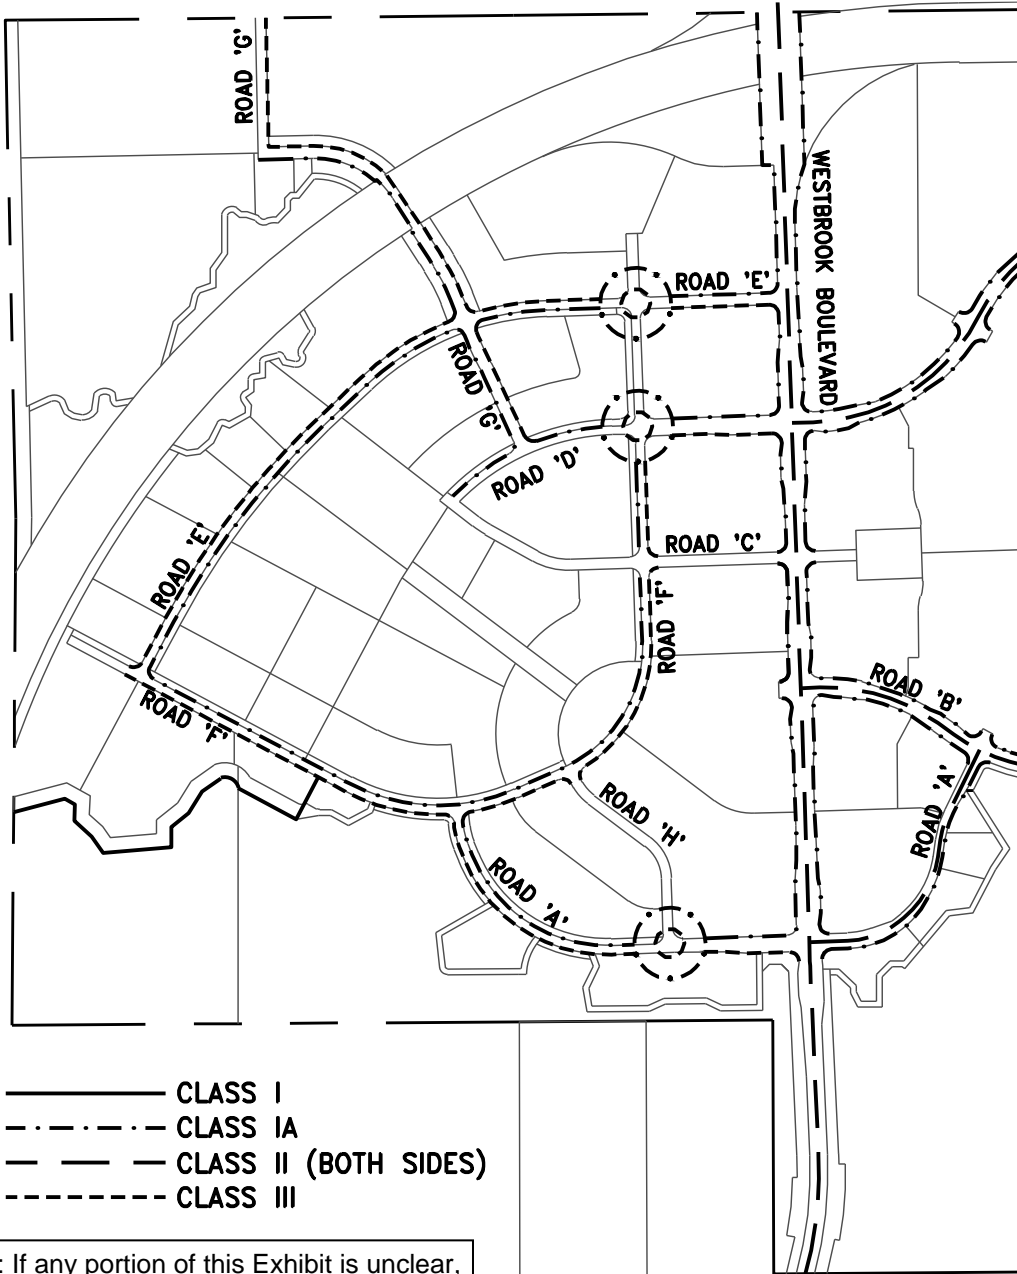 ROAD 'G'
WESTBROOK BOULEVARD
ROAD 'E'
ROAD 'G'
ROAD 'D'
ROAD 'E'
ROAD 'C'
ROAD 'F'
ROAD 'B'
ROAD 'F'
ROAD 'A'
ROAD 'H'
ROAD 'A'
CLASS I
CLASS IA
CLASS II (BOTH SIDES)
CLASS III
: If any portion of this Exhibit is unclear,